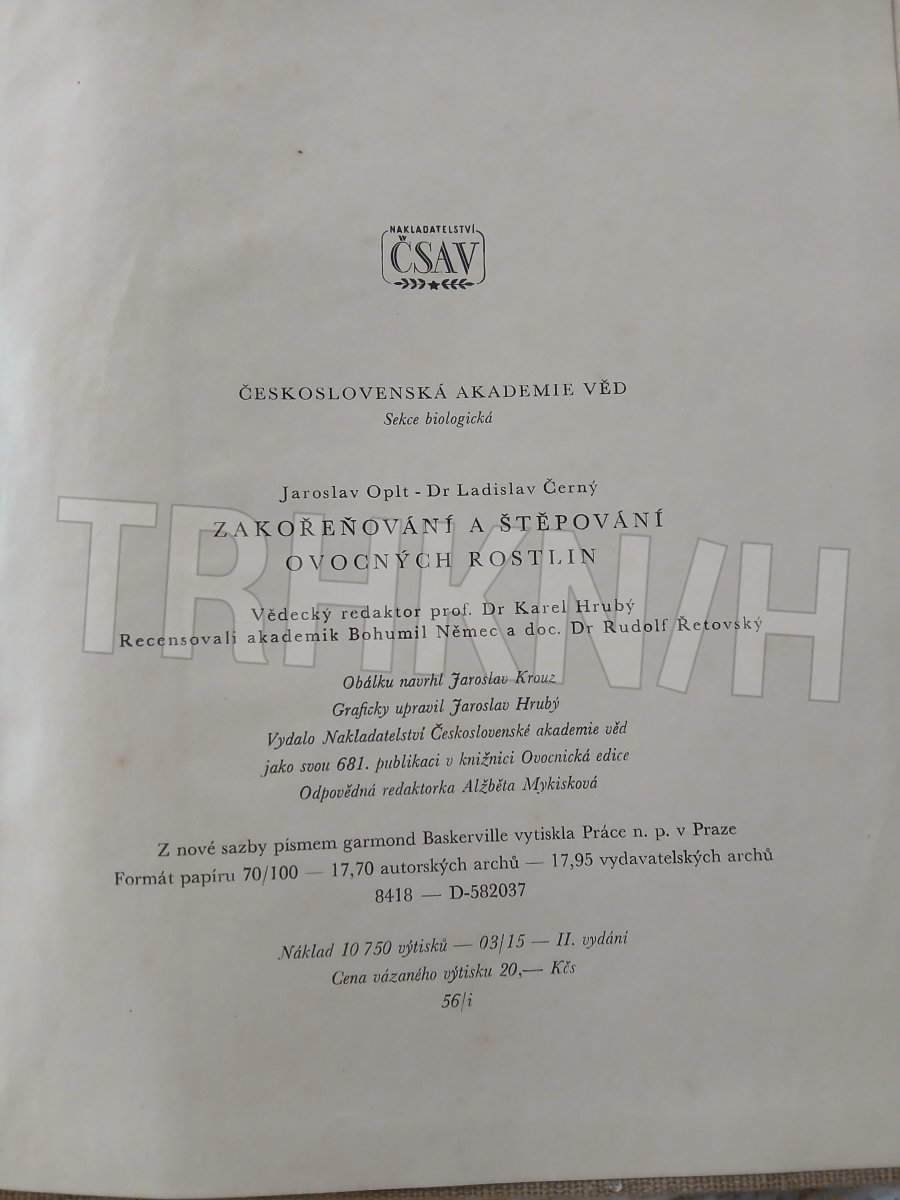 NAKLADATELSTVÍ
ČSAV
ČESKOSLOVENSKÁ AKADEMIE VĚD
Sekce biologická
Jaroslav Oplt - Dr Ladislav Černý
ZAKOŘEŇOVÁNÍ A ŠTĚPOVÁNÍ
OVOCNÝCH ROSTLIN
TRHKNIH
Vědecký redaktor prof. Dr Karel Hrubý
Recensovali akademik Bohumil Němec a doc. Dr Rudolf Řetovský
Obálku navrhl Jaroslav Krouz
Graficky upravil Jaroslav Hrubý
Vydalo Nakladatelství Československé akademie věd
jako svou 681. publikaci v knižnici Ovocnická edice
Odpovědná redaktorka Alžběta Mykisková
Z nové sazby písmem garmond Baskerville vytiskla Práce n. p. v Praze
Formát papíru 70/100 — 17,70 autorských archů — 17,95 vydavatelských archů
8418 — D-582037
Náklad 10 750 výtisků — 03/15 — II. vydání
Cena vázaného výtisku 20,— Kčs
56/i